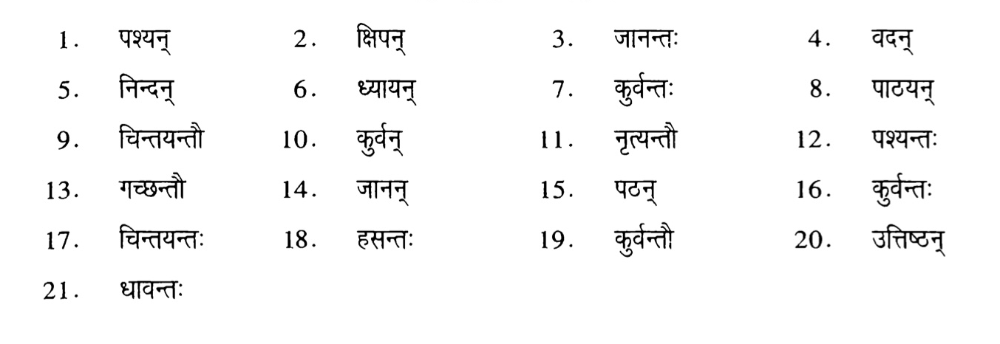 1. पश्यन् 2. क्षिपन् 3. जानन्तः 4. वदन्
5. निन्दन् 6. ध्यायन् 7. कुर्वन्तः 8. पाठयन्
9. चिन्तयन्तौ 10. कुर्वन् 11. नृत्यन्तौ 12. पश्यन्तः
13. गच्छन्तौ 14. जानन् 15. पठन् 16. कुर्वन्तः
17. चिन्तयन्तः 18. हसन्तः 19. कुर्वन्तौ 20. उत्तिष्ठन्
21. धावन्तः